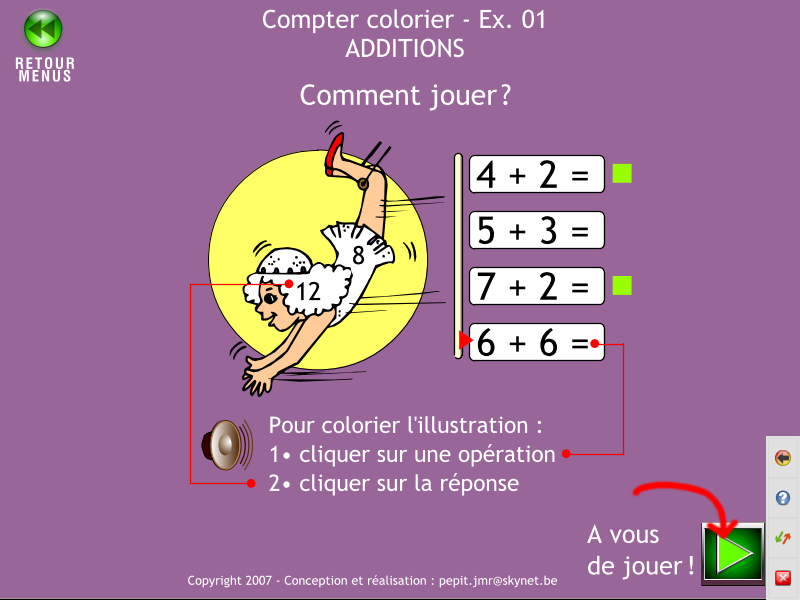 Compter colorier - Ex. 01
ADDITIONS
RETOUR
MENUS
Comment jouer ?
4 + 2 =
5 + 3 =
7 + 2 =
6 + 6 =
8
12
Pour colorier l'illustration :
1• cliquer sur une opération
2• cliquer sur la réponse
A vous
de jouer !
Copyright 2007 - Conception et réalisation : pepit.jmr@skynet.be